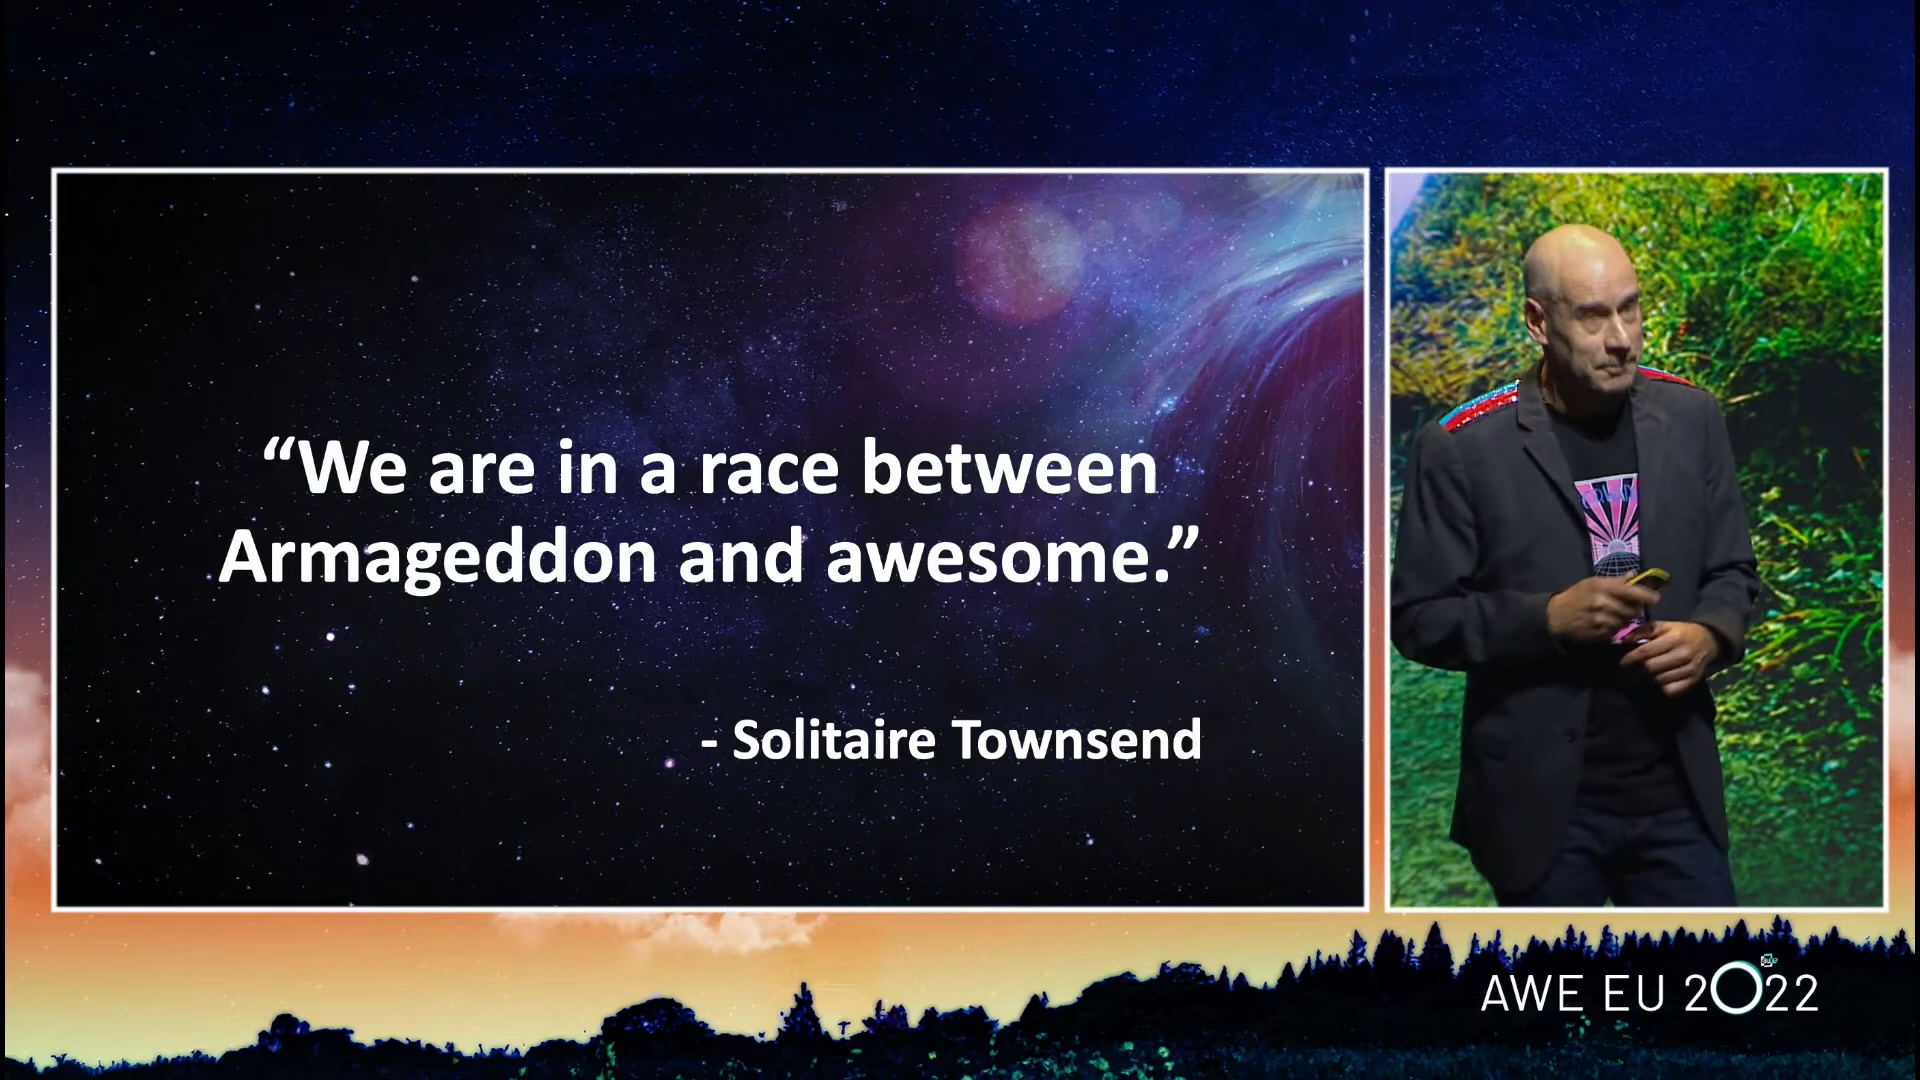 “We are in a race between
Armageddon and awesome.”
- Solitaire Townsend
AWE EU 2022